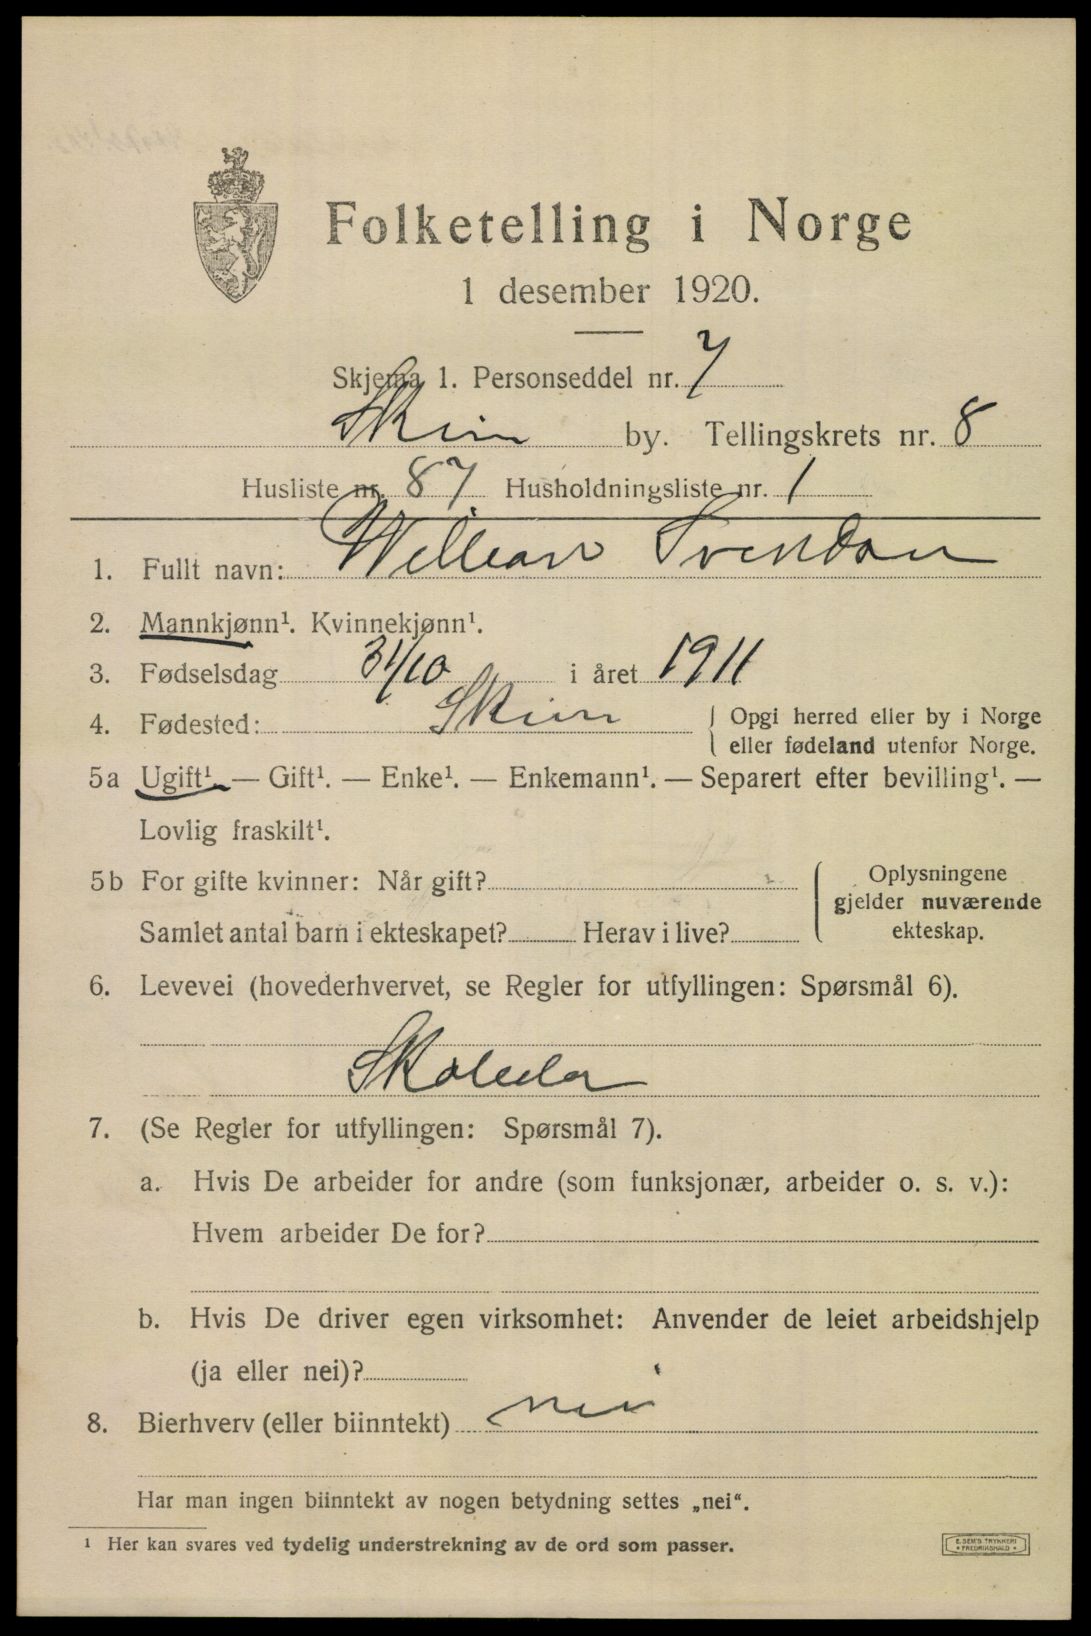 Folketelling i Norge
1 desember 1920.
Skjema 1. Personseddel nr. 7
Skien by. Tellingskrets nr. 8
Husliste nr. 87 Husholdningsliste nr. 1
1. Fullt navn: William Svendsen
2. Mannkjønn¹. Kvinnekjønn¹.
3. Fødselsdag 31/10 i året 1911
4. Fødested: Skien { Opgi herred eller by i Norge
eller fødeland utenfor Norge.
5a Ugift¹. — Gift¹. — Enke¹. — Enkemann¹. — Separert efter bevilling¹. —
Lovlig fraskilt¹.
5b For gifte kvinner: Når gift? { Oplysningene
gjelder nuværende
Samlet antal barn i ekteskapet? Herav i live? ekteskap.
6. Levevei (hovederhvervet, se Regler for utfyllingen: Spørsmål 6).
7. (Se Regler for utfyllingen: Spørsmål 7).
a. Hvis De arbeider for andre (som funksjonær, arbeider o. s. v.):
Hvem arbeider De for?
b. Hvis De driver egen virksomhet: Anvender de leiet arbeidshjelp
(ja eller nei)?
8. Bierhverv (eller biinntekt) nei
Har man ingen biinntekt av nogen betydning settes „nei“.
¹ Her kan svares ved tydelig understrekning av de ord som passer.
E. SEM'S TRYKKERI
• FREDRIKSHALD •